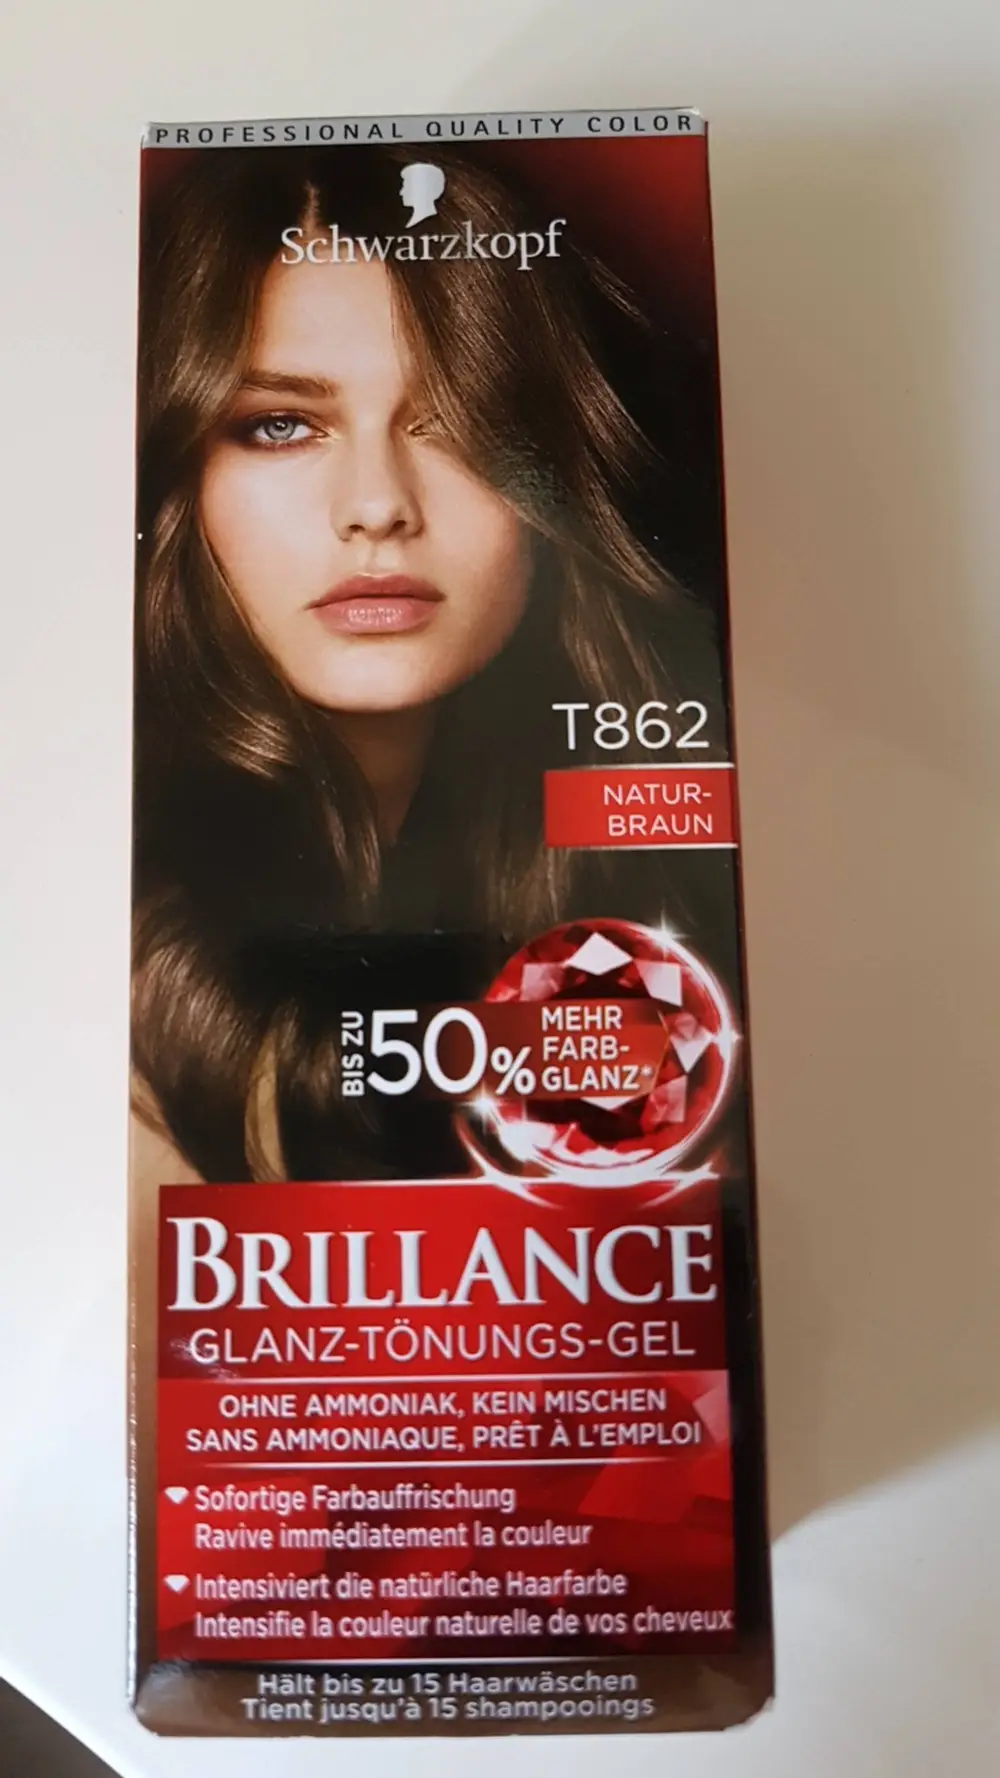 PROFESSIONAL QUALITY COLOR
Schwarzkopf
T862
NATUR-
BRAUN
BIS ZU
50%
MEHR
FARB-
GLANZ*
BRILLANCE
GLANZ-TÖNUNGS-GEL
OHNE AMMONIAK, KEIN MISCHEN
SANS AMMONIAQUE, PRÊT À L'EMPLOI
Sofortige Farbauffrischung
Ravive immédiatement la couleur
Intensiviert die natürliche Haarfarbe
Intensifie la couleur naturelle de vos cheveux
Hält bis zu 15 Haarwäschen
Tient jusqu'à 15 shampooings